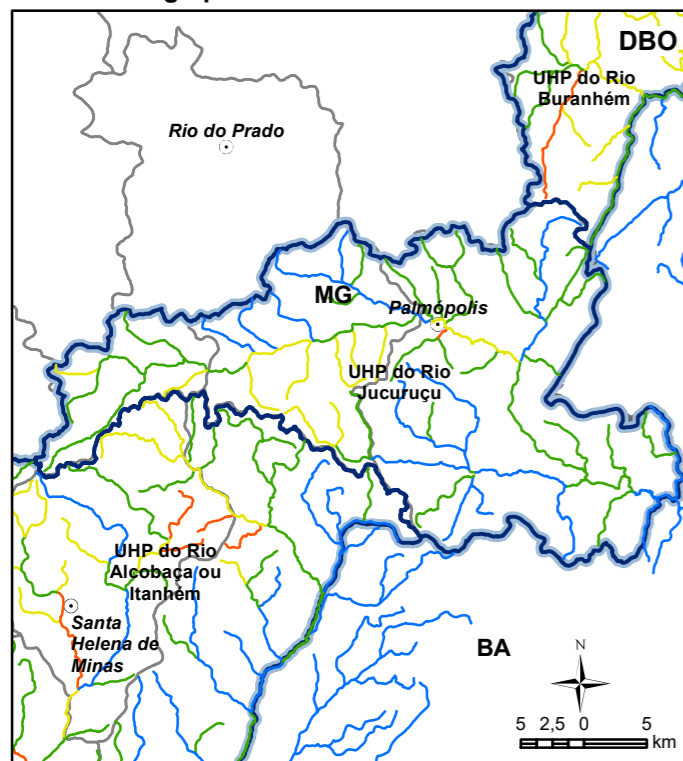 DBO
UHP do Rio
Buranhém
Rio do Prado
MG
Palmópolis
UHP do Rio
Jucuruçu
UHP do Rio
Alcobaça ou
Itanhém
Santa
Helena de
Minas
BA
N
5 2,5 0 5
km